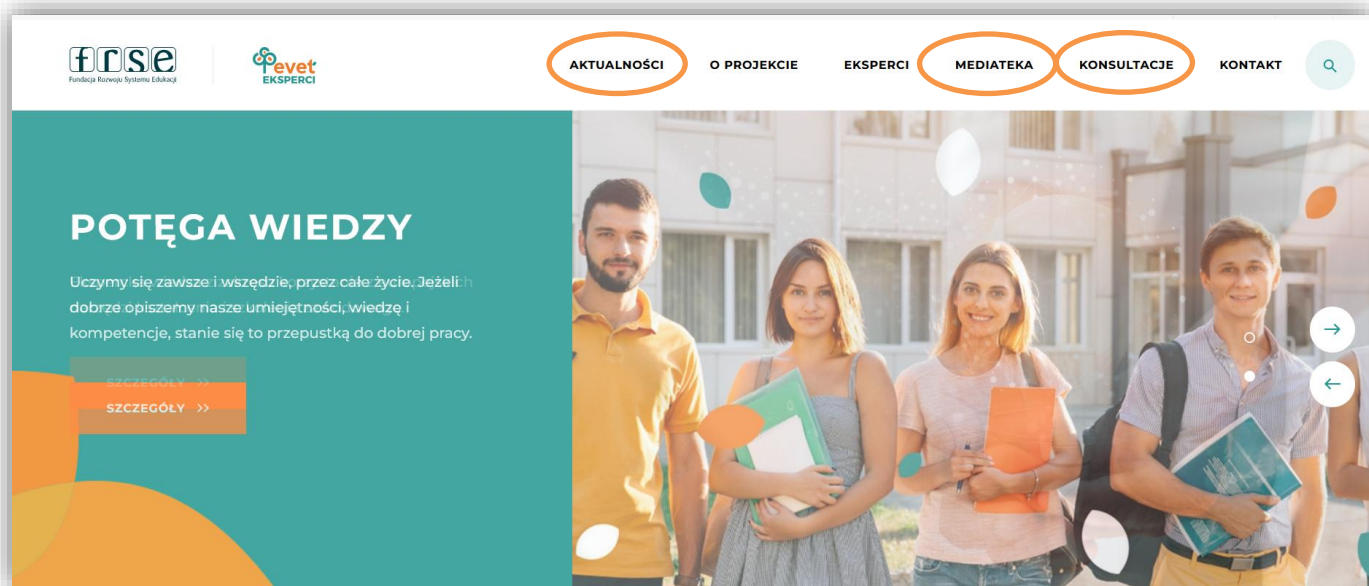 frse
Fundacja Rozwoju Systemu Edukacji
evet
EKSPERCI
AKTUALNOŚCI O PROJEKCIE EKSPERCI MEDIATEKA KONSULTACJE KONTAKT
POTĘGA WIEDZY
Uczymy się zawsze i wszędzie, przez całe życie. Jeżeli
dobrze opiszemy nasze umiejętności, wiedzę i
kompetencje, stanie się to przepustką do dobrej pracy.
SZCZEGÓŁY >>
SZCZEGÓŁY >>